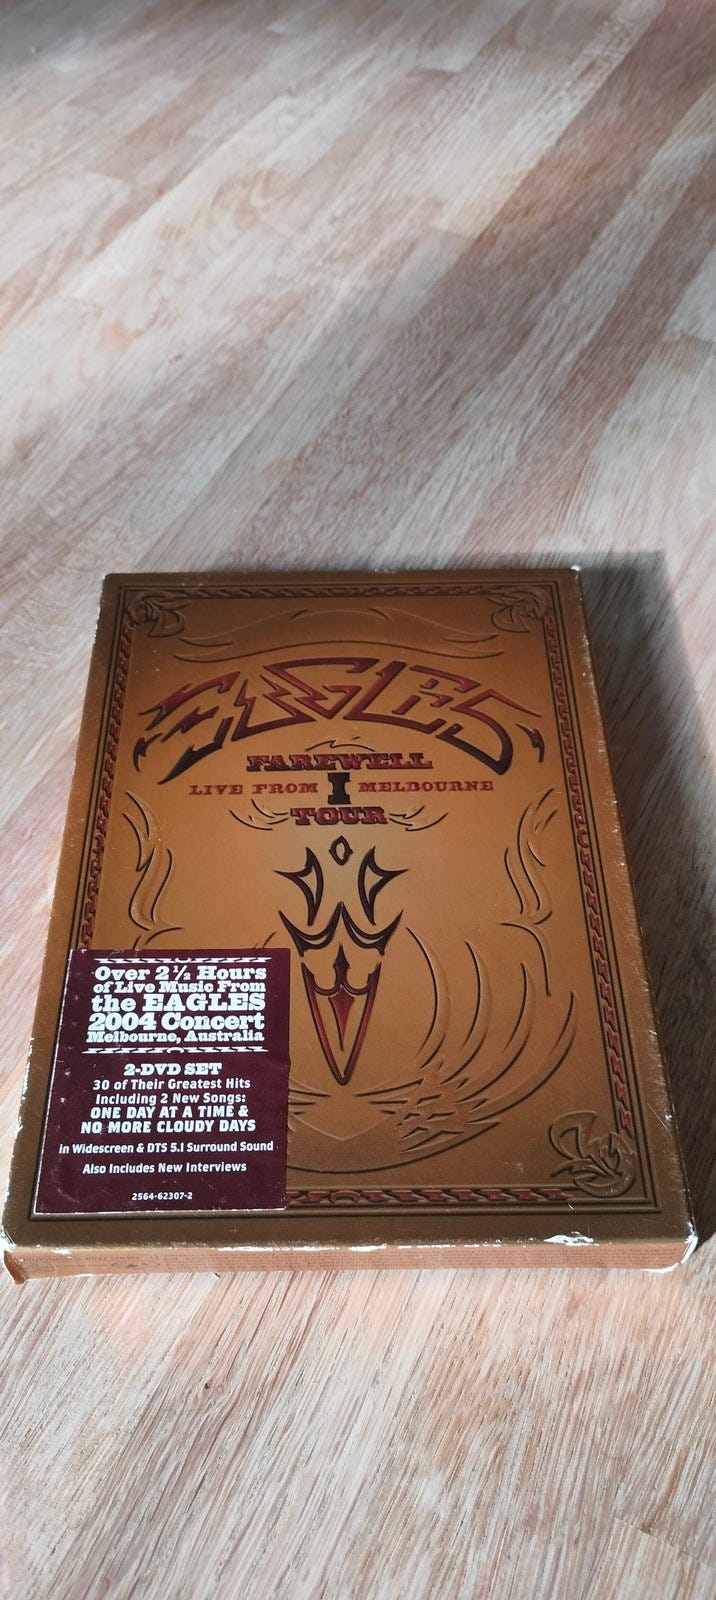 EAGLES
FAREWELL
LIVE FROM I MELBOURNE
TOUR
Over 2 ½ Hours
of Live Music From
the EAGLES
2004 Concert
Melbourne, Australia
2-DVD SET
30 of Their Greatest Hits
Including 2 New Songs:
ONE DAY AT A TIME &
NO MORE CLOUDY DAYS
in Widescreen & DTS 5.1 Surround Sound
Also Includes New Interviews
2564-62307-2